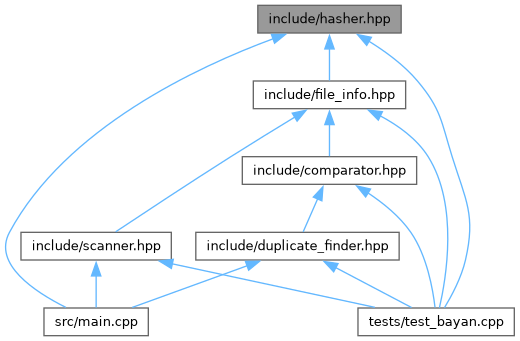 include/hasher.hpp
include/file_info.hpp
include/comparator.hpp
include/scanner.hpp
include/duplicate_finder.hpp
src/main.cpp
tests/test_bayan.cpp